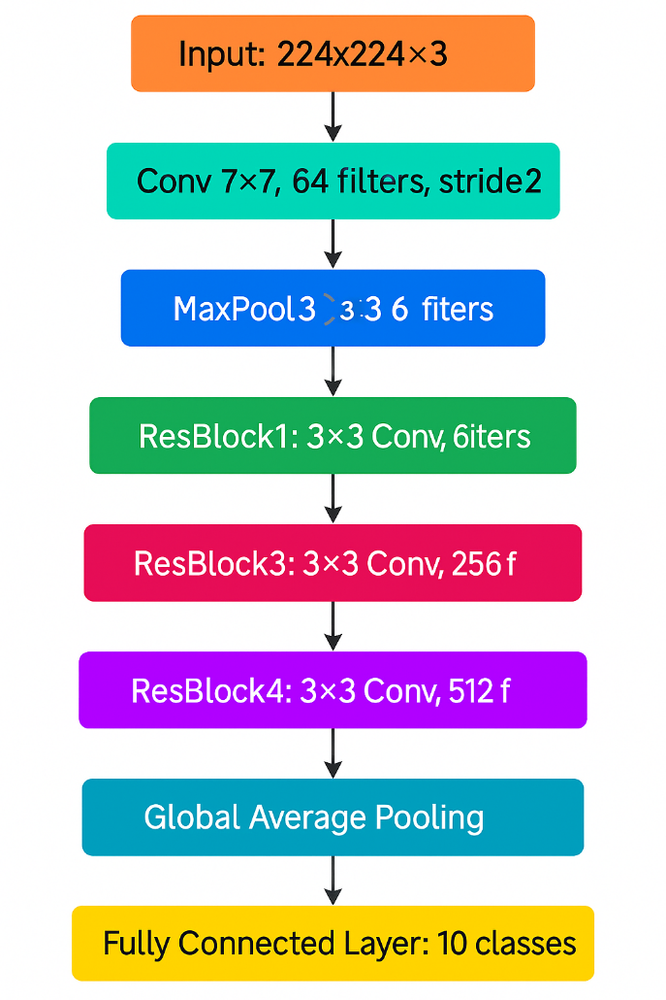 Input: 224x224×3
Conv 7×7, 64 filters, stride2
MaxPool3 3:3 6 fiters
ResBlock1: 3×3 Conv, 6iters
ResBlock3: 3×3 Conv, 256 f
ResBlock4: 3×3 Conv, 512 f
Global Average Pooling
Fully Connected Layer: 10 classes